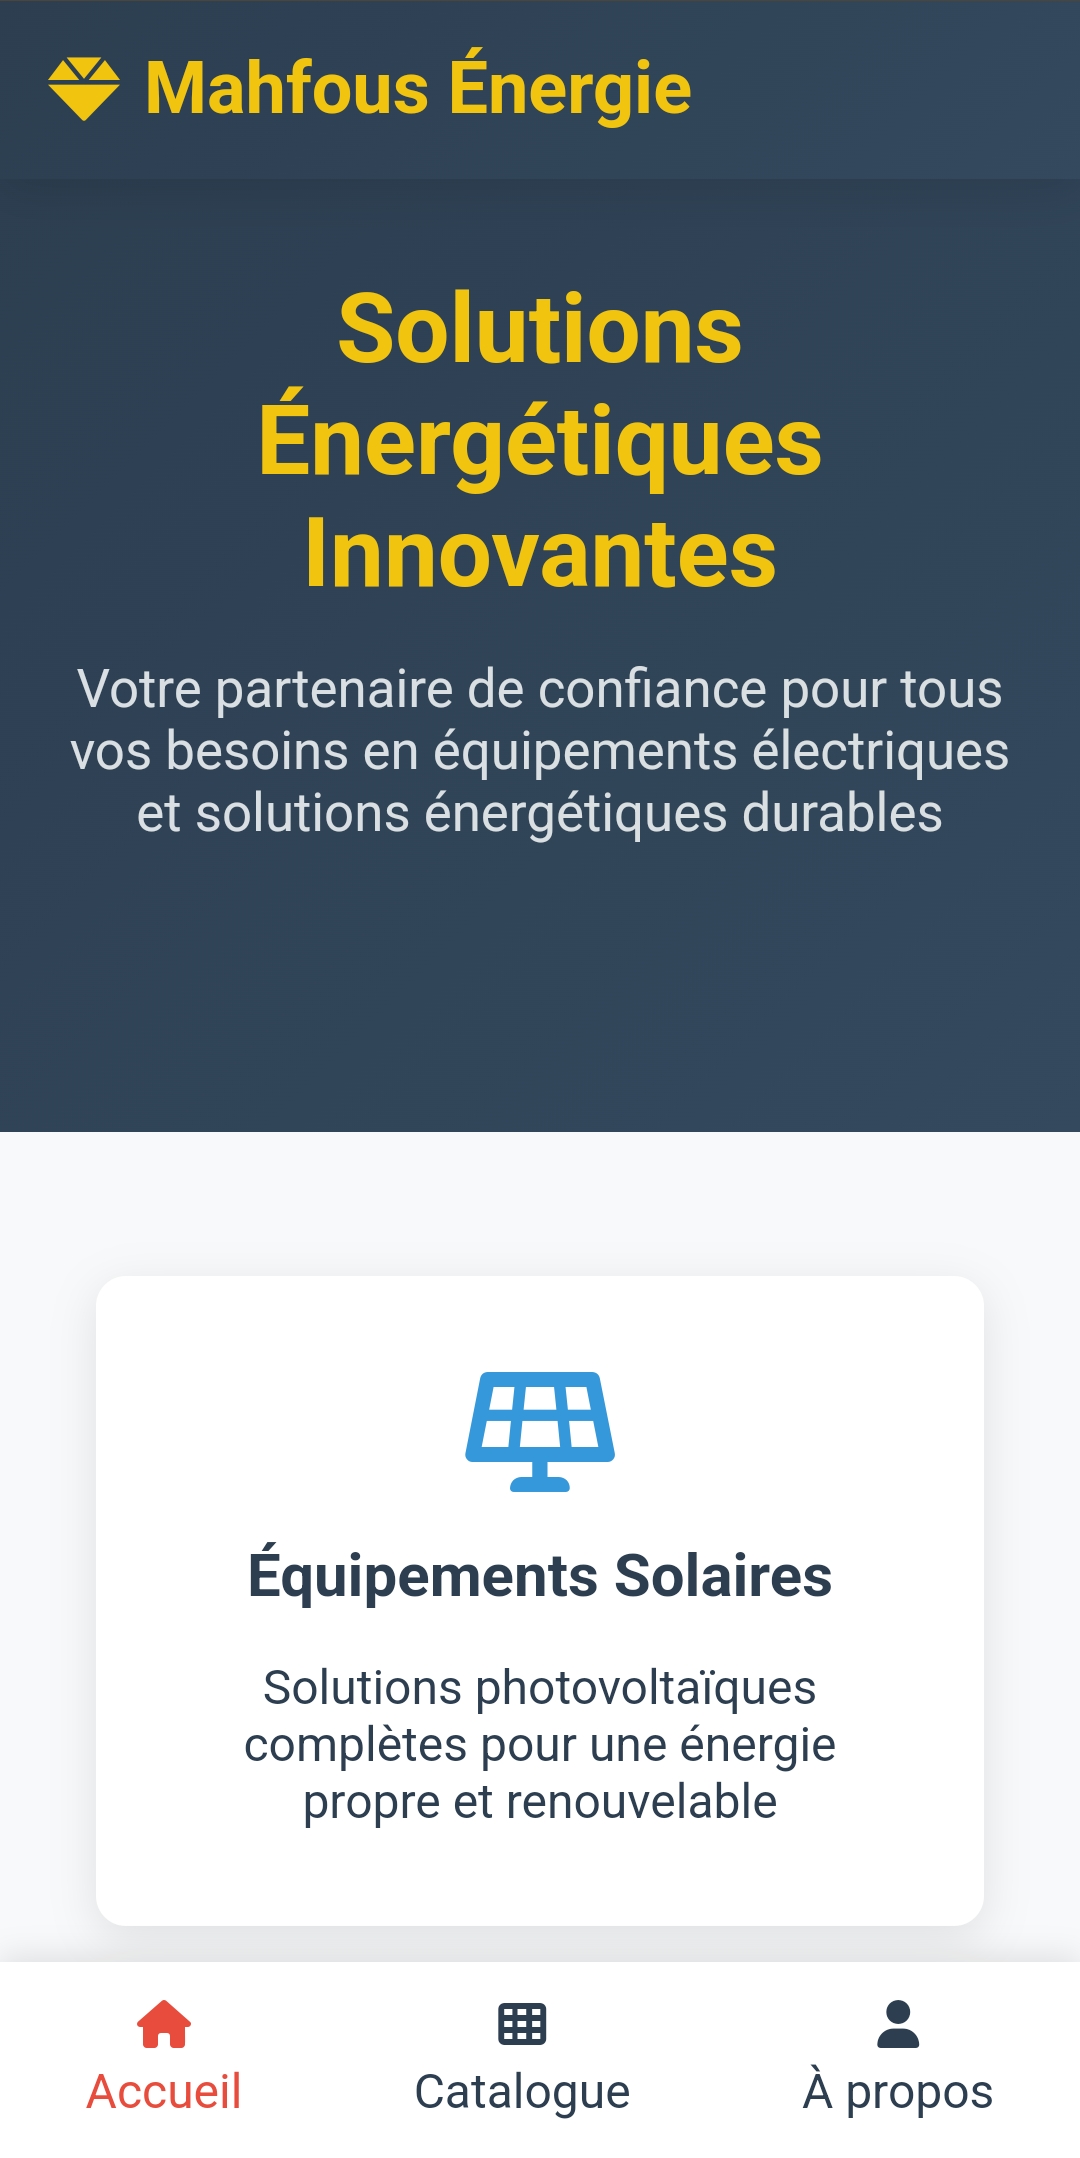 Mahfous Énergie
Solutions
Énergétiques
Innovantes
Votre partenaire de confiance pour tous
vos besoins en équipements électriques
et solutions énergétiques durables
Équipements Solaires
Solutions photovoltaïques
complètes pour une énergie
propre et renouvelable
Accueil
Catalogue
À propos